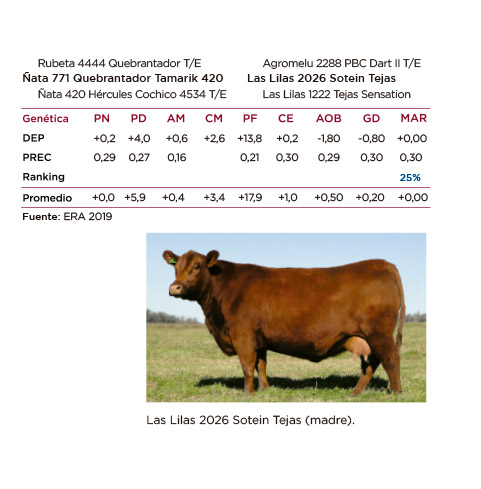 Rubeta 4444 Quebrantador T/E Agromelu 2288 PBC Dart II T/E
Ñata 771 Quebrantador Tamarik 420 Las Lilas 2026 Sotein Tejas
Ñata 420 Hércules Cochico 4534 T/E Las Lilas 1222 Tejas Sensation
Genética PN PD AM CM PF CE AOB GD MAR
DEP +0,2 +4,0 +0,6 +2,6 +13,8 +0,2 -1,80 -0,80 +0,00
PREC 0,29 0,27 0,16 0,21 0,30 0,29 0,30 0,30
Ranking 25%
Promedio +0,0 +5,9 +0,4 +3,4 +17,9 +1,0 +0,50 +0,20 +0,00
Fuente: ERA 2019
Las Lilas 2026 Sotein Tejas (madre).